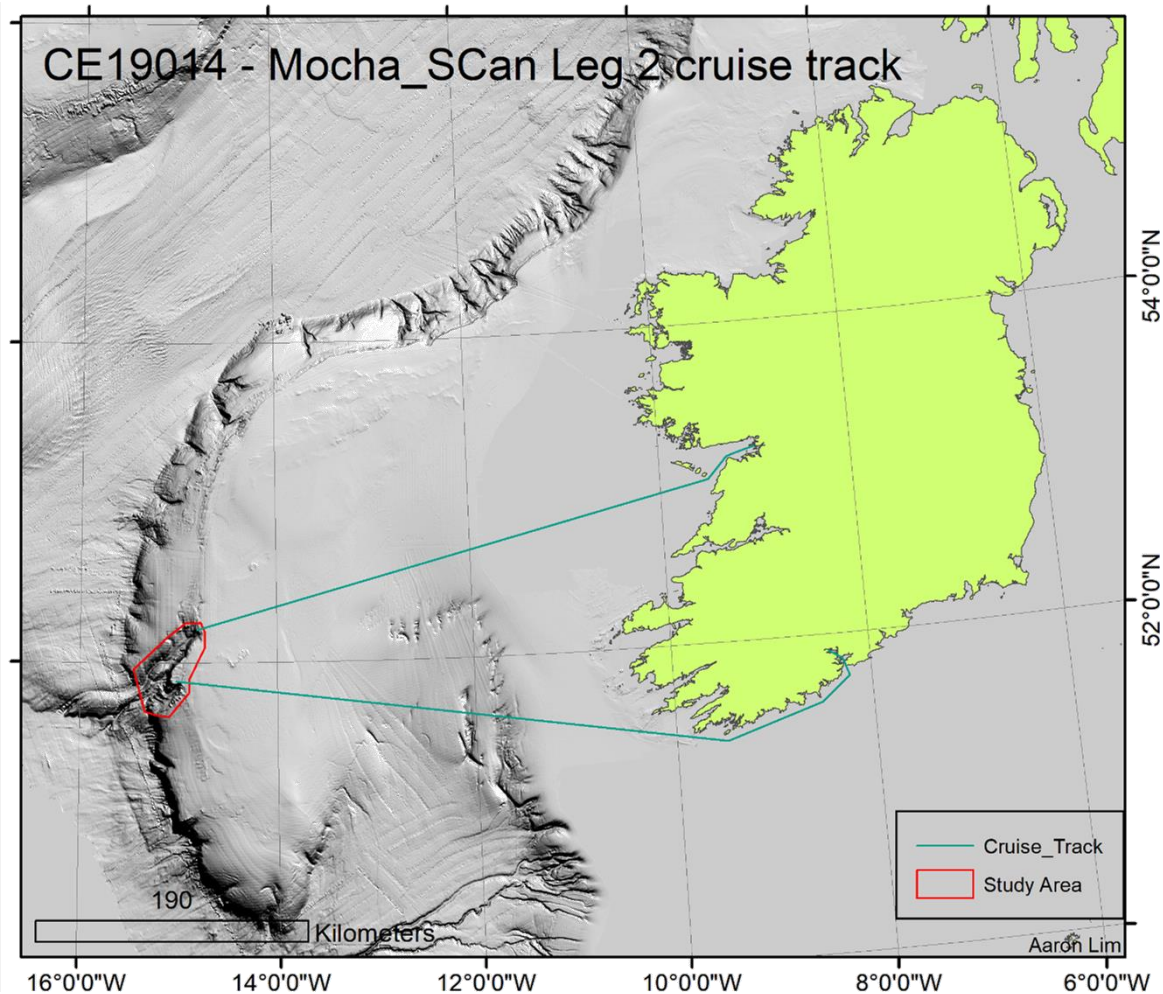 CE19014 - Mocha_SCan Leg 2 cruise track
54°0'0"N
52°0'0"N
Cruise_Track
Study Area
190
Kilometers
Aaron Lim
16°0'0"W 14°0'0"W 12°0'0"W 10°0'0"W 8°0'0"W 6°0'0"W